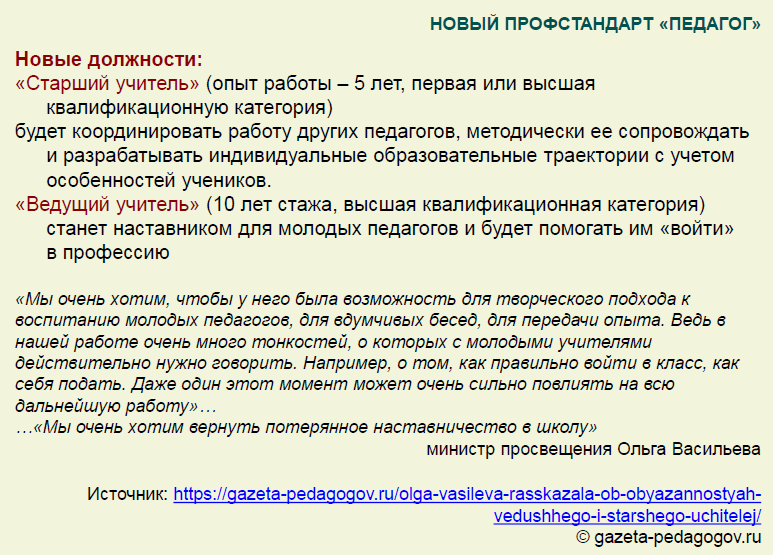 НОВЫЙ ПРОФСТАНДАРТ «ПЕДАГОГ»
Новые должности:
«Старший учитель» (опыт работы – 5 лет, первая или высшая
квалификационную категория)
будет координировать работу других педагогов, методически ее сопровождать
и разрабатывать индивидуальные образовательные траектории с учетом
особенностей учеников.
«Ведущий учитель» (10 лет стажа, высшая квалификационная категория)
станет наставником для молодых педагогов и будет помогать им «войти»
в профессию
«Мы очень хотим, чтобы у него была возможность для творческого подхода к
воспитанию молодых педагогов, для вдумчивых бесед, для передачи опыта. Ведь в
нашей работе очень много тонкостей, о которых с молодыми учителями
действительно нужно говорить. Например, о том, как правильно войти в класс, как
себя подать. Даже один этот момент может очень сильно повлиять на всю
дальнейшую работу»…
…«Мы очень хотим вернуть потерянное наставничество в школу»
министр просвещения Ольга Васильева
Источник: https://gazeta-pedagogov.ru/olga-vasileva-rasskazala-ob-obyazannostyah-
vedushhego-i-starshego-uchitelej/
© gazeta-pedagogov.ru